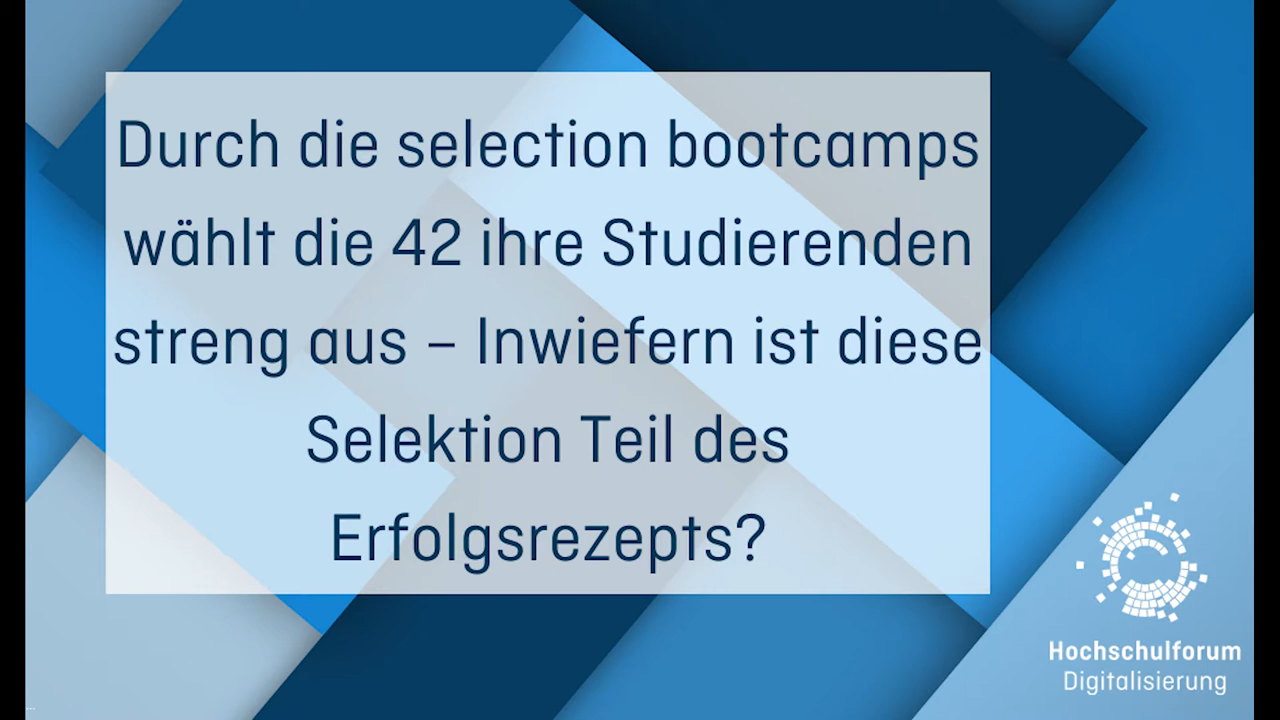 Durch die selection bootcamps
wählt die 42 ihre Studierenden
streng aus – Inwiefern ist diese
Selektion Teil des
Erfolgsrezepts?
Hochschulforum
Digitalisierung
...